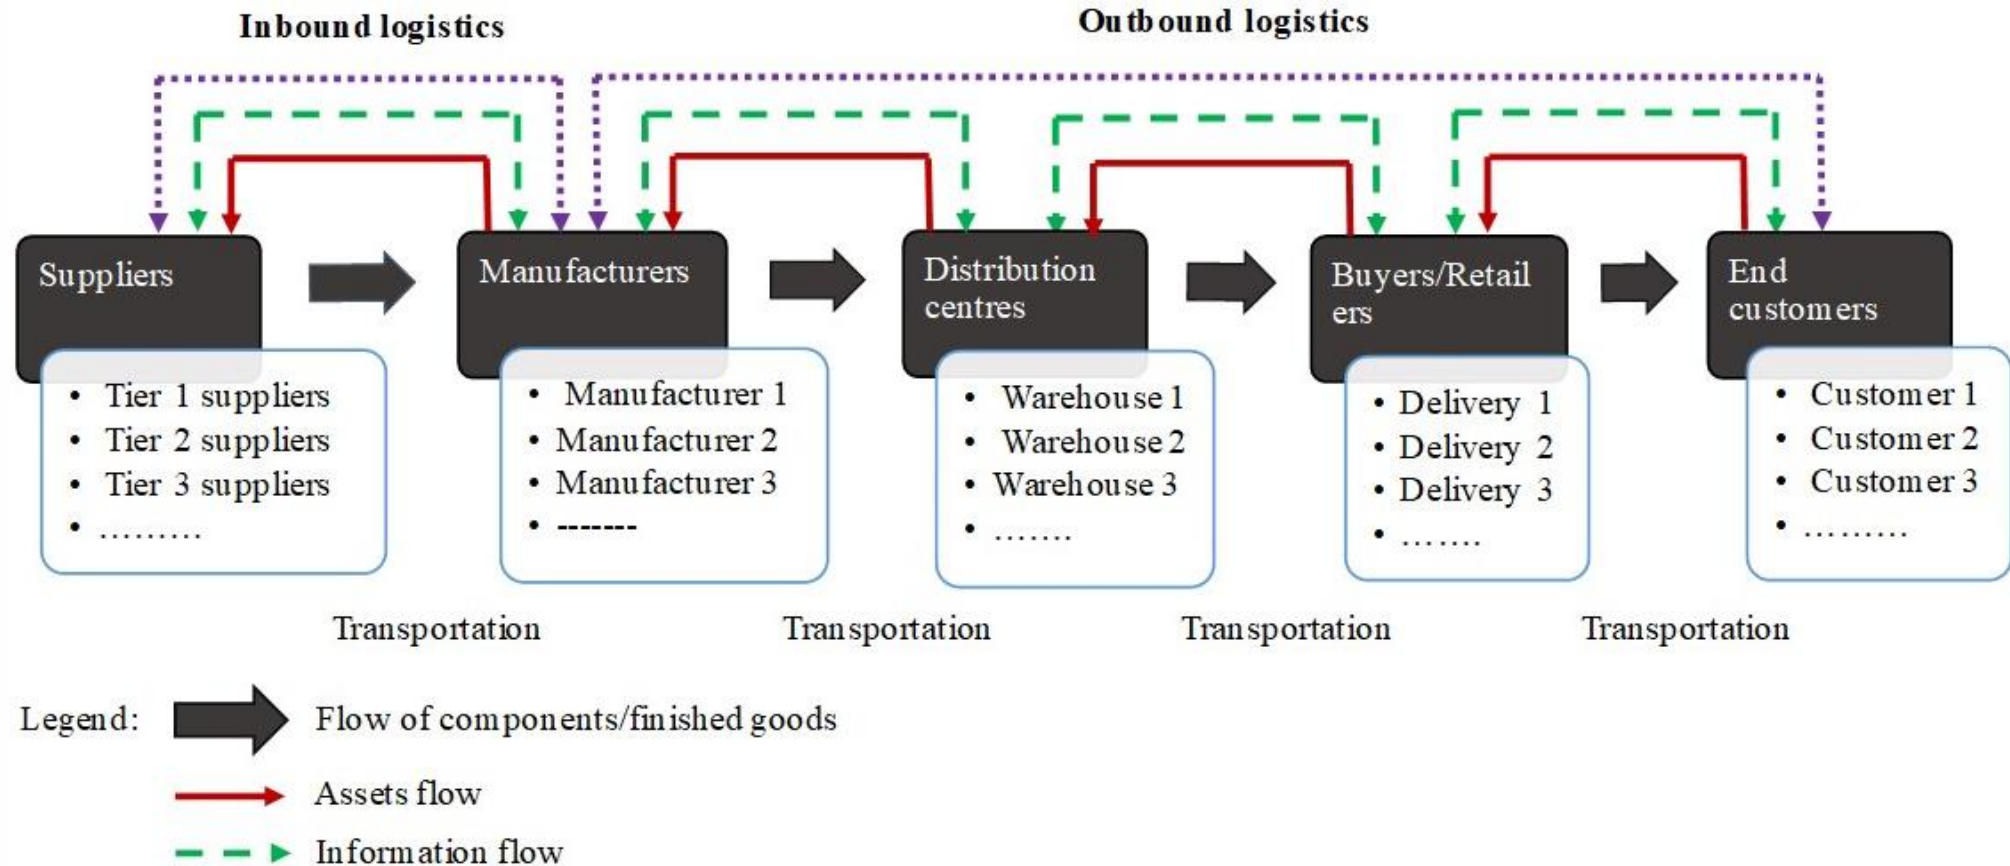 Inbound logistics
Outbound logistics
Suppliers
Manufacturers
Distribution
centres
Buyers/Retail
ers
End
customers
• Tier 1 suppliers
• Tier 2 suppliers
• Tier 3 suppliers
• .........
• Manufacturer 1
• Manufacturer 2
• Manufacturer 3
• -------
• Warehouse 1
• Warehouse 2
• Warehouse 3
• .......
• Delivery 1
• Delivery 2
• Delivery 3
• .......
• Customer 1
• Customer 2
• Customer 3
• .........
Transportation
Transportation
Transportation
Transportation
Legend:
Flow of components/finished goods
Assets flow
Information flow